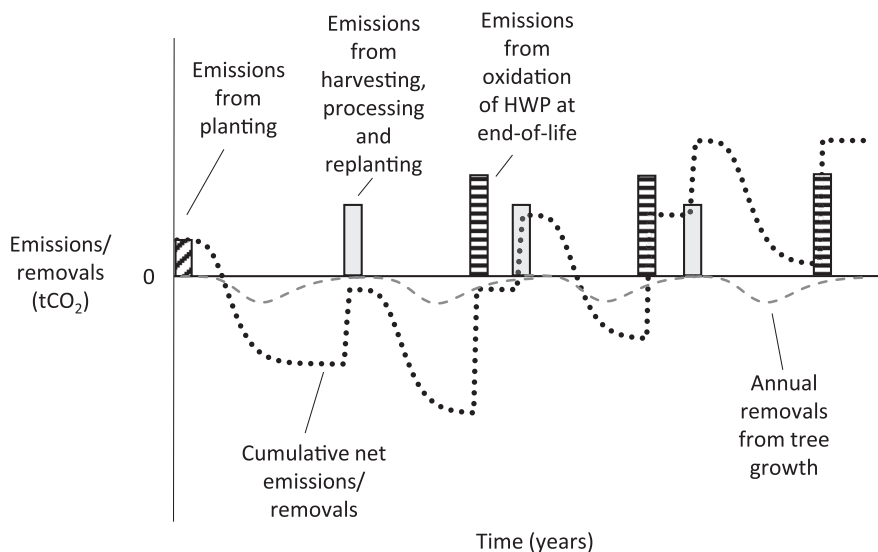 Emissions
from
planting
Emissions
from
harvesting,
processing
and
replanting
Emissions
from
oxidation
of HWP at
end-of-life
Emissions/
removals
(tCO₂)
0
Cumulative net
emissions/
removals
Annual
removals
from tree
growth
Time (years)